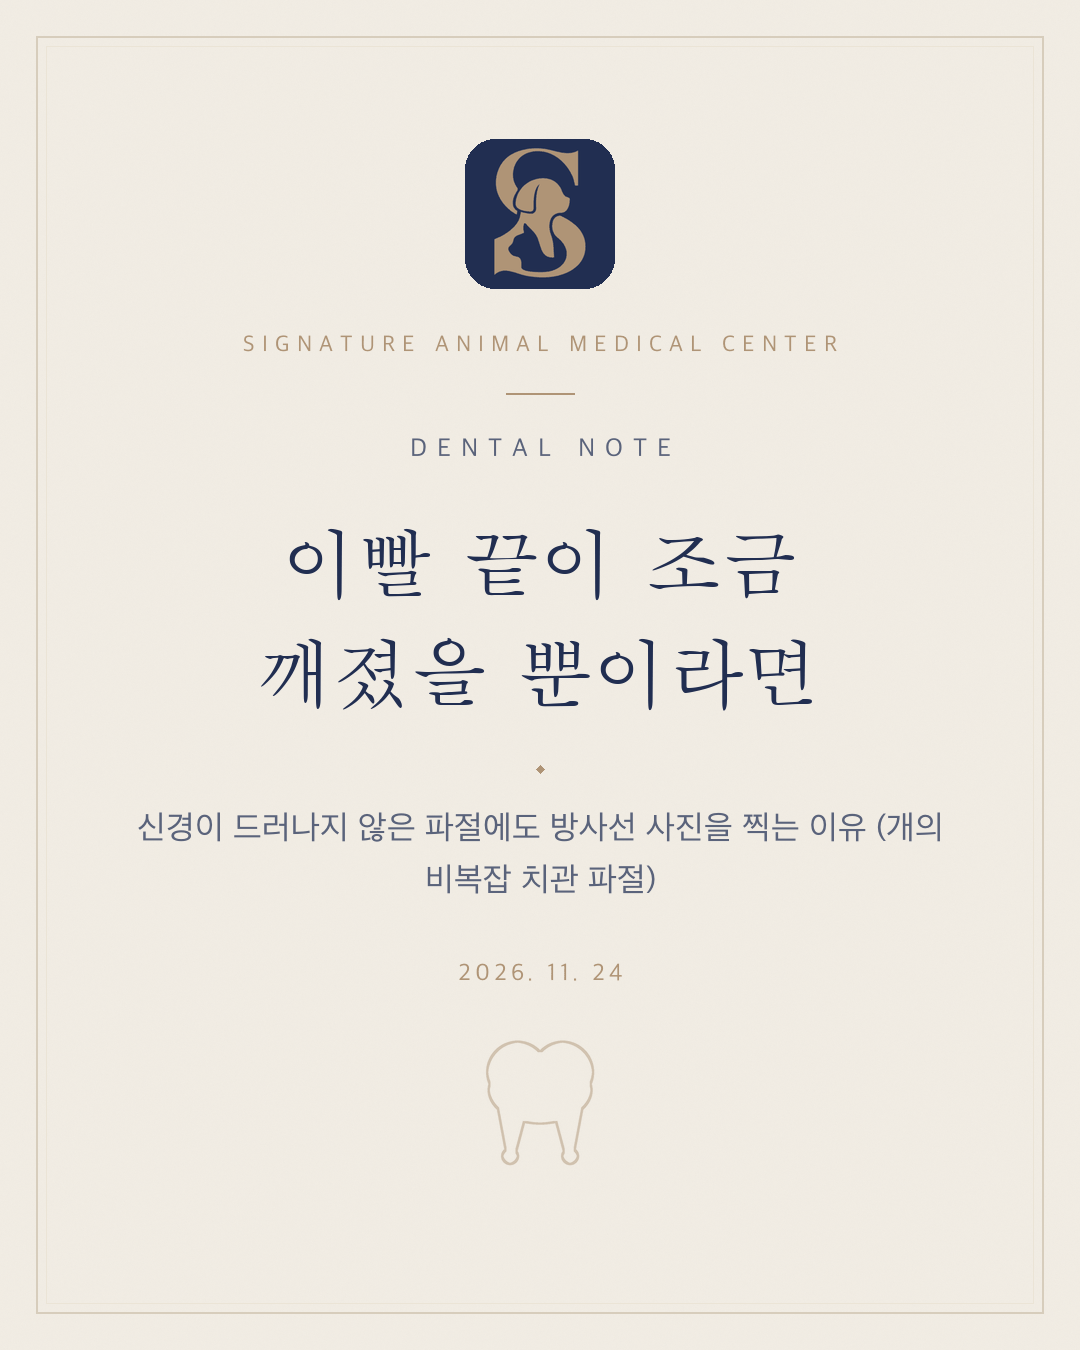 S
SIGNATURE ANIMAL MEDICAL CENTER
DENTAL NOTE
이빨 끝이 조금
깨졌을 뿐이라면
신경이 드러나지 않은 파절에도 방사선 사진을 찍는 이유 (개의
비복잡 치관 파절)
2026. 11. 24